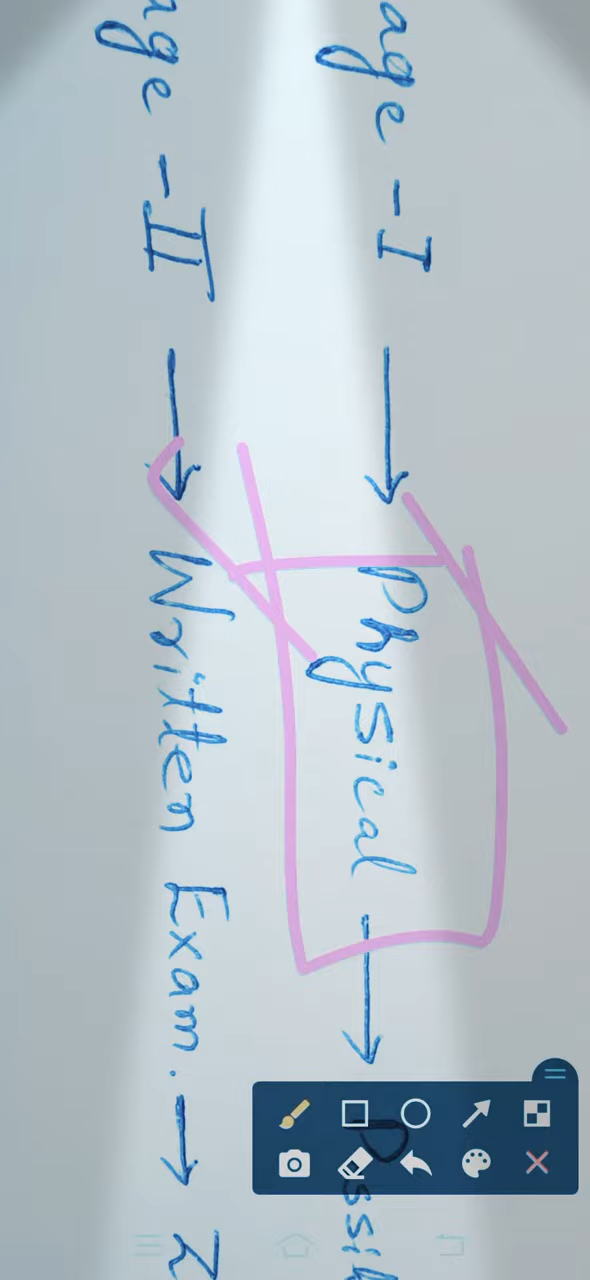 age - I → Physical →
age - II → Written Exam. →